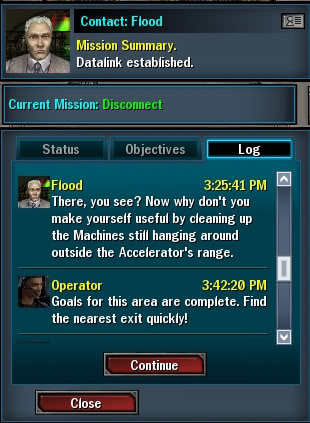 Contact: Flood
Mission Summary.
Datalink established.
Current Mission: Disconnect
Status
Objectives
Log
Flood
3:25:41 PM
There, you see? Now why don't you
make yourself useful by cleaning up
the Machines still hanging around
outside the Accelerator's range.
Operator
3:42:20 PM
Goals for this area are complete. Find
the nearest exit quickly!
Continue
Close